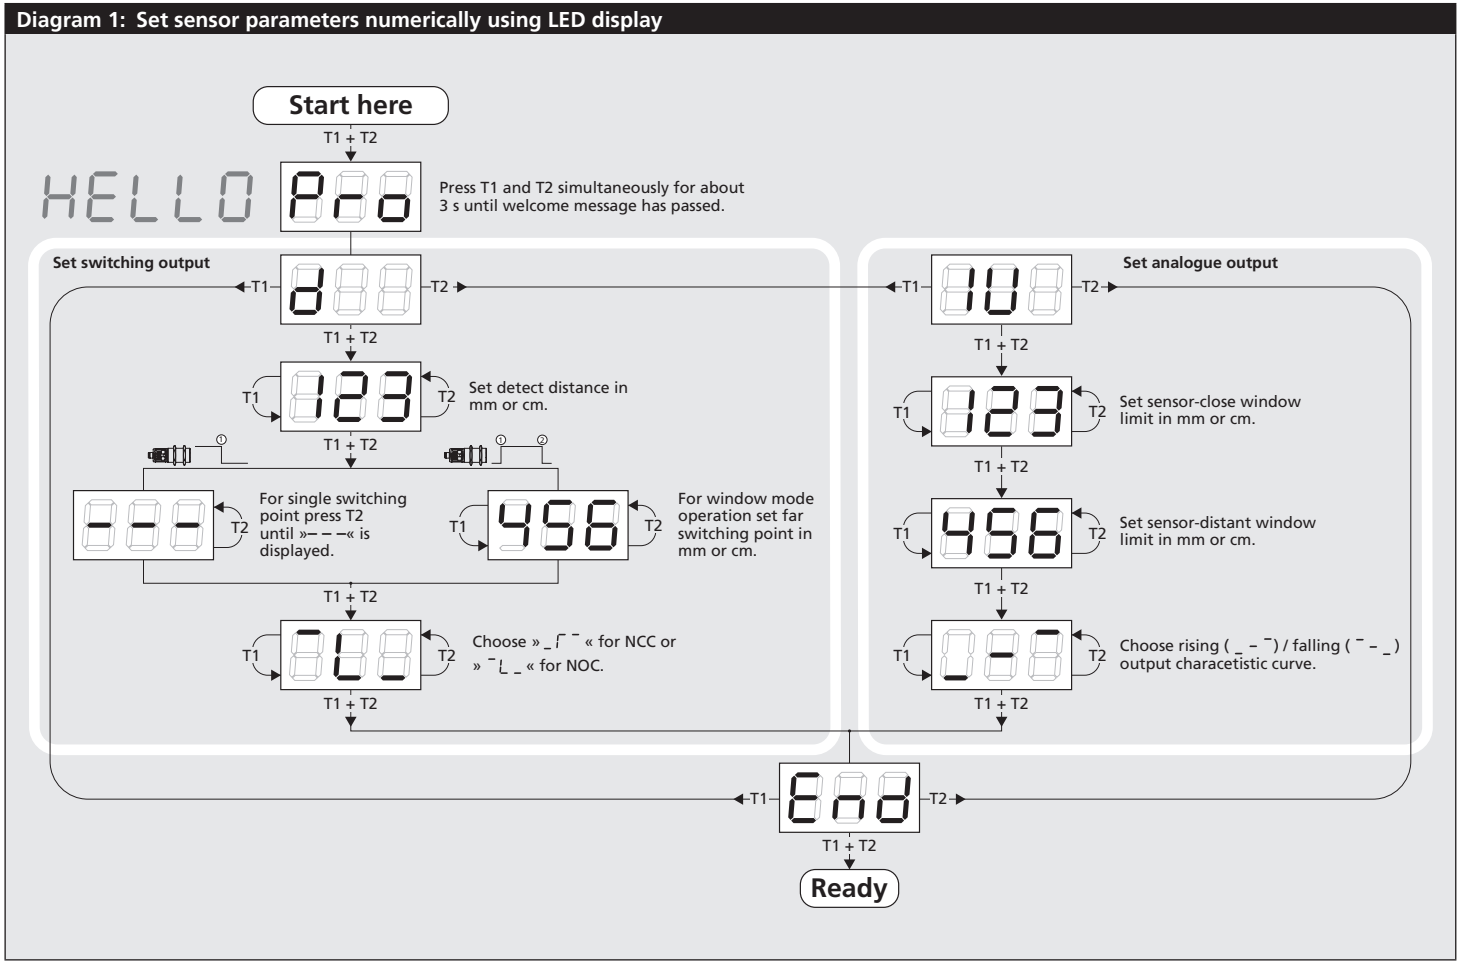 Diagram 1: Set sensor parameters numerically using LED display
Start here
T1 + T2
HELLO
Pro
Press T1 and T2 simultaneously for about
3 s until welcome message has passed.
Set switching output
T1
d
T2
T1
IU
T2
Set analogue output
T1 + T2
T1 + T2
T1
123
T2
Set detect distance in
mm or cm.
T1
123
T2
Set sensor-close window
limit in mm or cm.
T1 + T2
T1 + T2
①
① ②
- - -
T2
For single switching
point press T2
until »– – –« is
displayed.
T1
456
T2
For window mode
operation set far
switching point in
mm or cm.
T1
456
T2
Set sensor-distant window
limit in mm or cm.
T1 + T2
T1 + T2
T1
¯L_
T2
Choose » _Γ¯ « for NCC or
» ¯L_ « for NOC.
T1
_ - ¯
T2
Choose rising ( _ - ¯ ) / falling ( ¯ - _ )
output characetistic curve.
T1 + T2
T1 + T2
T1
End
T2
T1 + T2
Ready